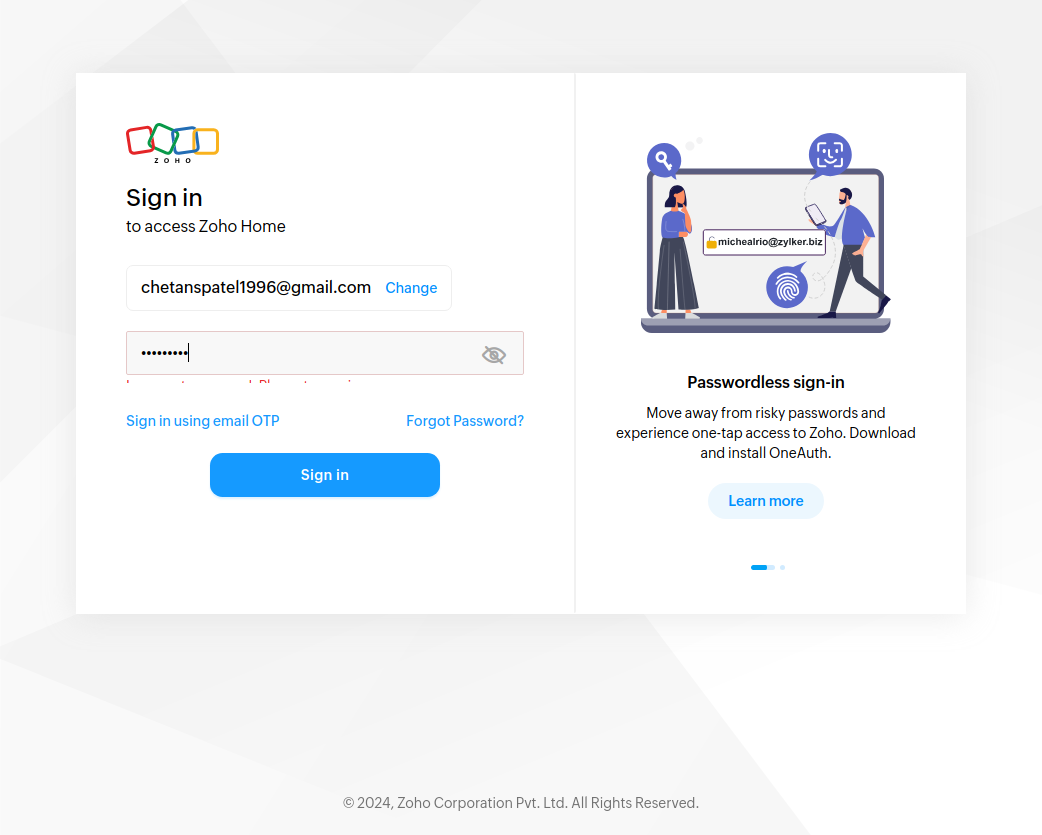 ZOHO
Sign in
to access Zoho Home
chetanspatel1996@gmail.com Change
•••••••••
Sign in using email OTP Forgot Password?
Sign in
michealrio@zylker.biz
Passwordless sign-in
Move away from risky passwords and
experience one-tap access to Zoho. Download
and install OneAuth.
Learn more
© 2024, Zoho Corporation Pvt. Ltd. All Rights Reserved.